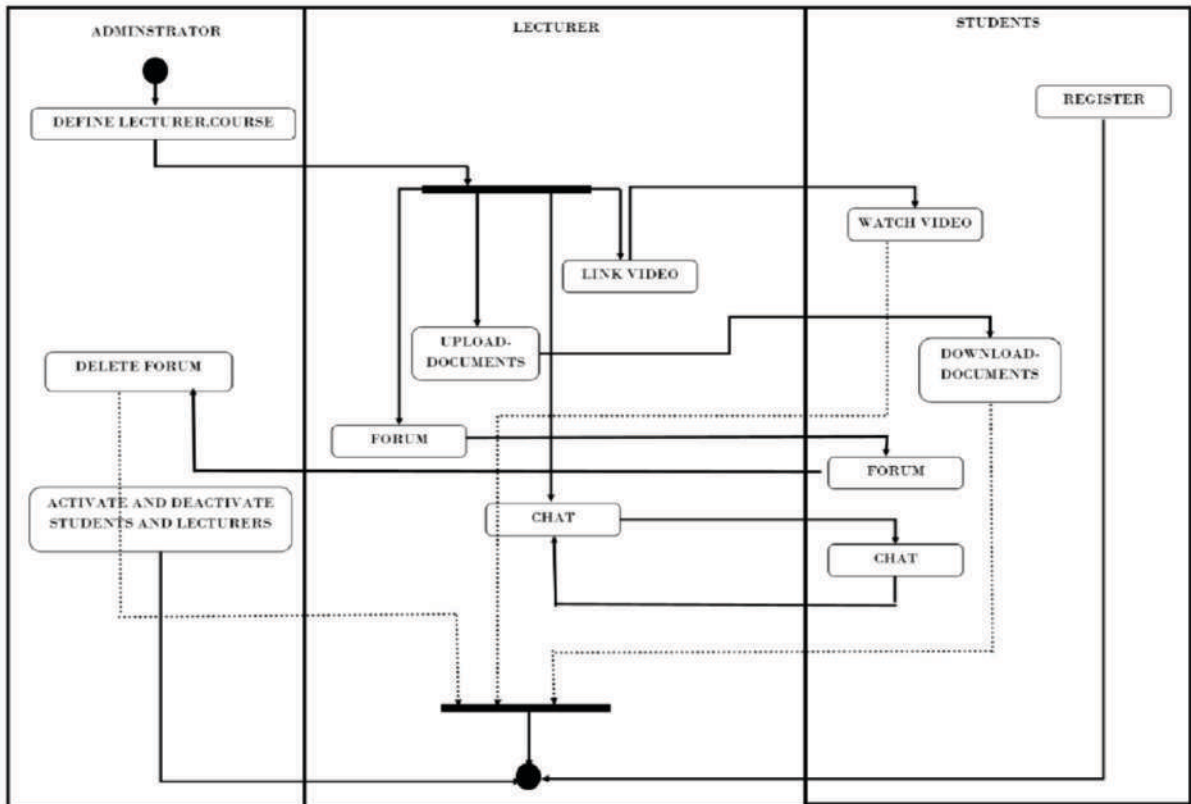 ADMINSTRATOR
LECTURER
STUDENTS
DEFINE LECTURER.COURSE
REGISTER
WATCH VIDEO
LINK VIDEO
UPLOAD-
DOCUMENTS
DOWNLOAD-
DOCUMENTS
DELETE FORUM
FORUM
FORUM
ACTIVATE AND DEACTIVATE
STUDENTS AND LECTURERS
CHAT
CHAT